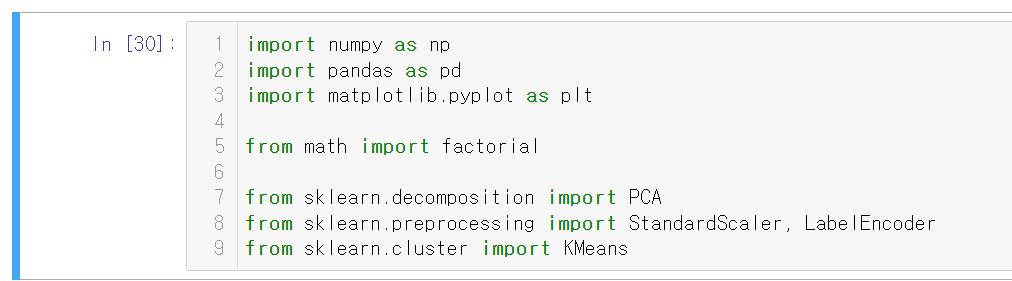 In [30]:
1 import numpy as np
2 import pandas as pd
3 import matplotlib.pyplot as plt
4
5 from math import factorial
6
7 from sklearn.decomposition import PCA
8 from sklearn.preprocessing import StandardScaler, LabelEncoder
9 from sklearn.cluster import KMeans